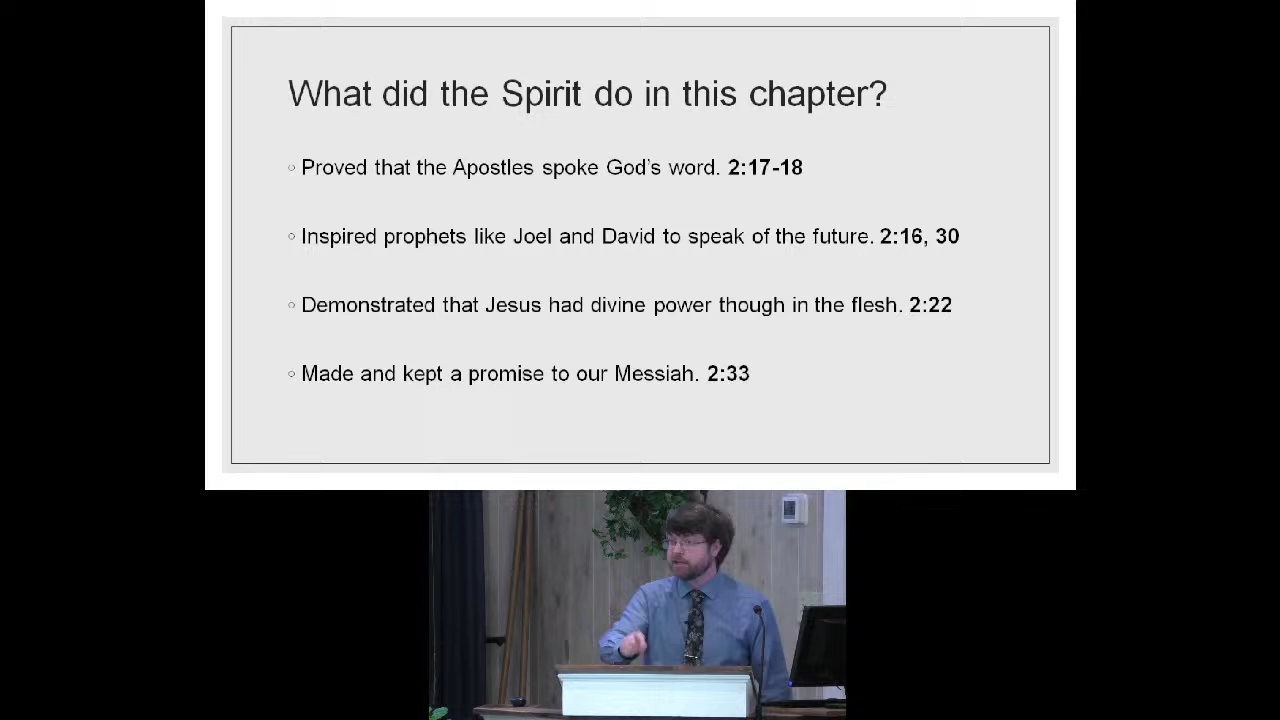 What did the Spirit do in this chapter?
◦ Proved that the Apostles spoke God’s word. 2:17-18
◦ Inspired prophets like Joel and David to speak of the future. 2:16, 30
◦ Demonstrated that Jesus had divine power though in the flesh. 2:22
◦ Made and kept a promise to our Messiah. 2:33